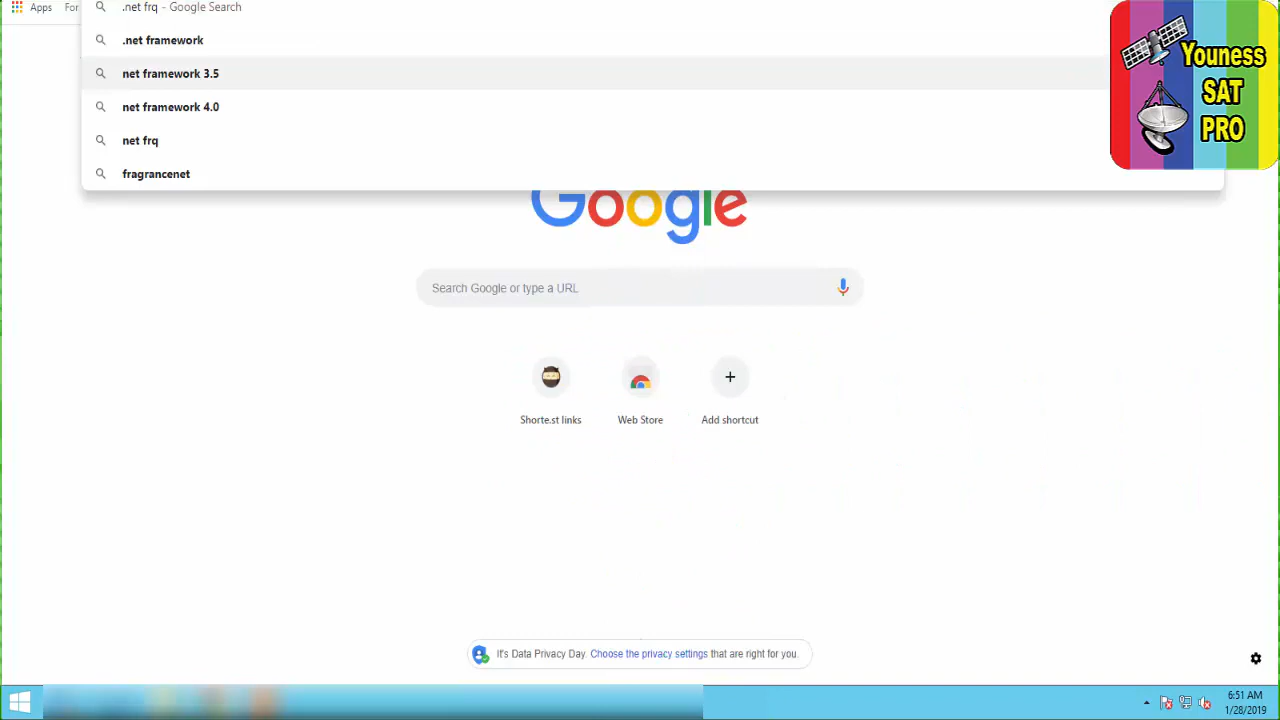 Apps
For
.net frq - Google Search
.net framework
net framework 3.5
net framework 4.0
net frq
fragrancenet
Youness
SAT
PRO
Google
Search Google or type a URL
+
Shorte.st links
Web Store
Add shortcut
It's Data Privacy Day. Choose the privacy settings that are right for you.
6:51 AM
1/28/2019